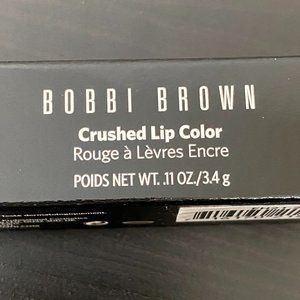 BOBBI BROWN
Crushed Lip Color
Rouge à Lèvres Encre
POIDS NET WT. .11 OZ./3.4 g